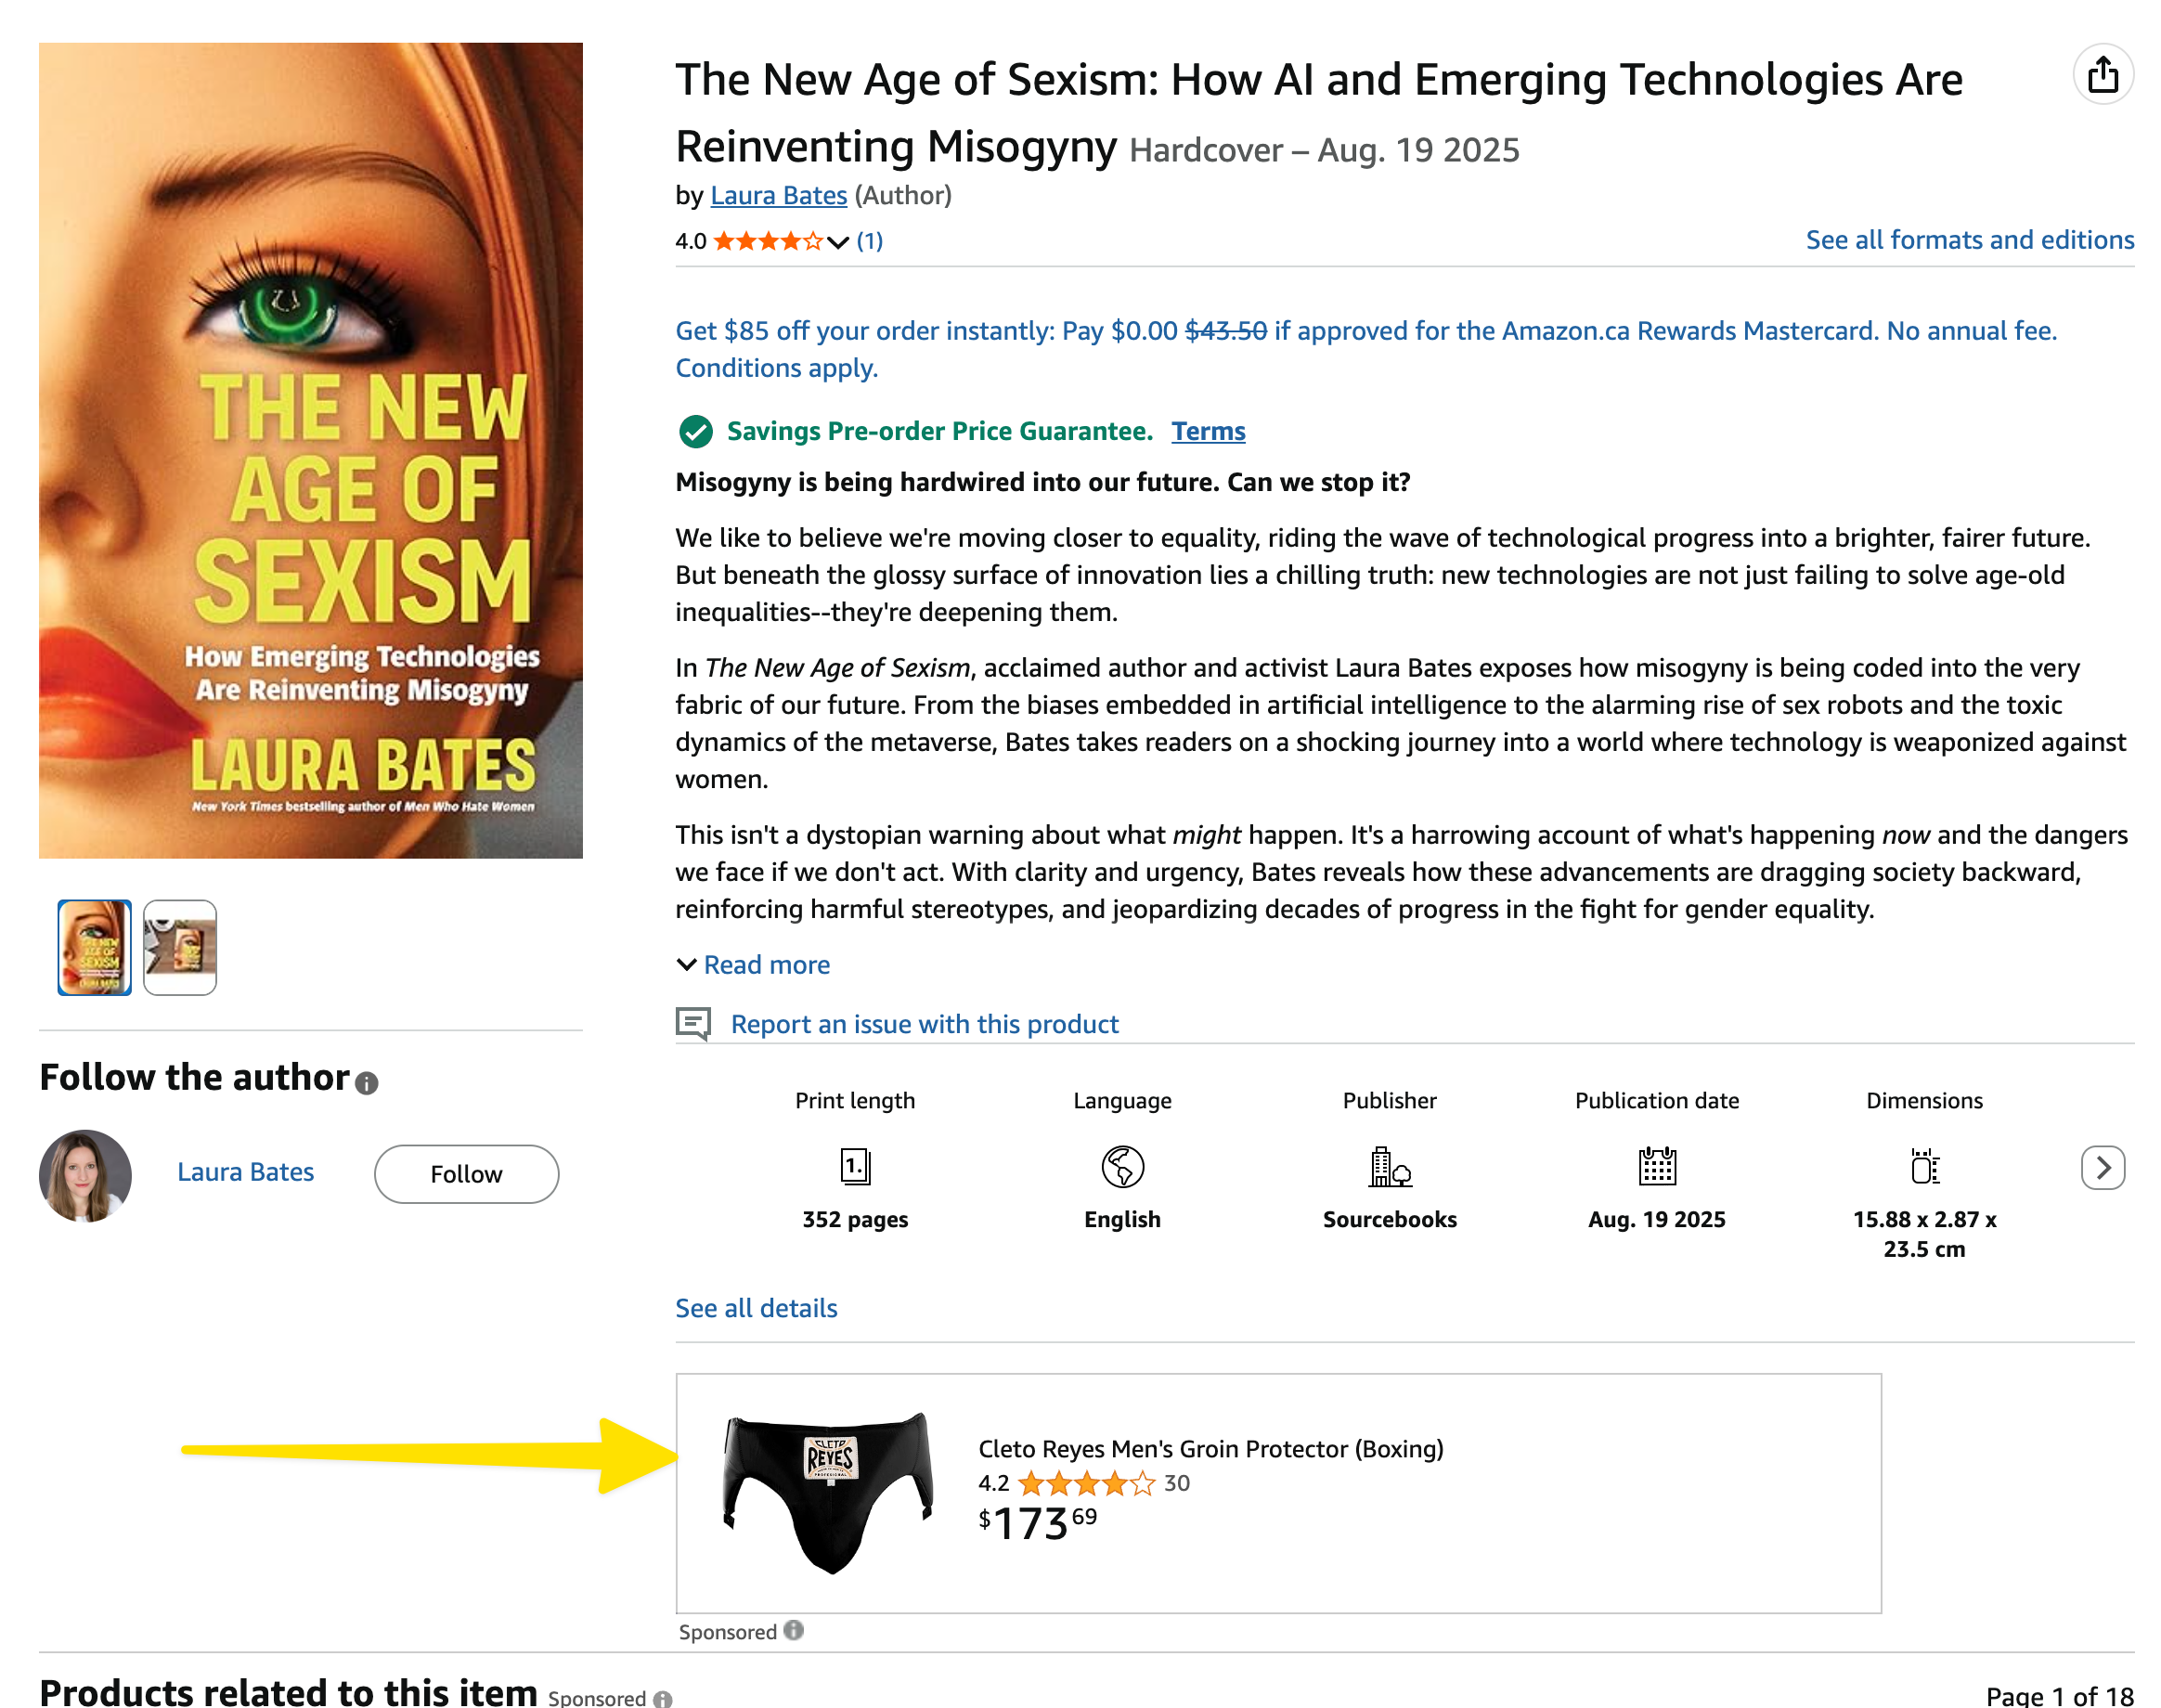 The New Age of Sexism: How AI and Emerging Technologies Are
Reinventing Misogyny Hardcover – Aug. 19 2025
by Laura Bates (Author)
4.0 (1)
See all formats and editions
Get $85 off your order instantly: Pay $0.00 $43.50 if approved for the Amazon.ca Rewards Mastercard. No annual fee.
Conditions apply.
Savings Pre-order Price Guarantee. Terms
Misogyny is being hardwired into our future. Can we stop it?
We like to believe we're moving closer to equality, riding the wave of technological progress into a brighter, fairer future.
But beneath the glossy surface of innovation lies a chilling truth: new technologies are not just failing to solve age-old
inequalities--they're deepening them.
In The New Age of Sexism, acclaimed author and activist Laura Bates exposes how misogyny is being coded into the very
fabric of our future. From the biases embedded in artificial intelligence to the alarming rise of sex robots and the toxic
dynamics of the metaverse, Bates takes readers on a shocking journey into a world where technology is weaponized against
women.
This isn't a dystopian warning about what might happen. It's a harrowing account of what's happening now and the dangers
we face if we don't act. With clarity and urgency, Bates reveals how these advancements are dragging society backward,
reinforcing harmful stereotypes, and jeopardizing decades of progress in the fight for gender equality.
Read more
Report an issue with this product
THE NEW
AGE OF
SEXISM
How Emerging Technologies
Are Reinventing Misogyny
LAURA BATES
New York Times bestselling author of Men Who Hate Women
THE NEW
AGE OF
SEXISM
LAURA BATES
Follow the author
Laura Bates
Follow
Print length
1.
352 pages
Language
English
Publisher
Sourcebooks
Publication date
Aug. 19 2025
Dimensions
15.88 x 2.87 x
23.5 cm
See all details
CLETO
REYES
PROFESIONAL
Cleto Reyes Men's Groin Protector (Boxing)
4.2 30
$173 69
Sponsored
Products related to this item Sponsored
Page 1 of 18